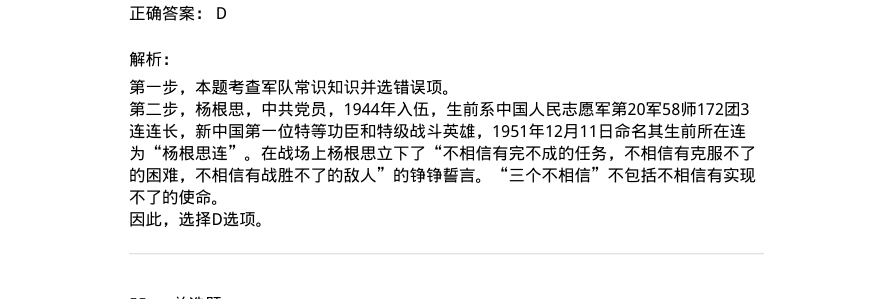 正确答案： D
解析：
第一步，本题考查军队常识知识并选错误项。
第二步，杨根思，中共党员，1944年入伍，生前系中国人民志愿军第20军58师172团3
连连长，新中国第一位特等功臣和特级战斗英雄，1951年12月11日命名其生前所在连
为“杨根思连”。在战场上杨根思立下了“不相信有完不成的任务，不相信有克服不了
的困难，不相信有战胜不了的敌人”的铮铮誓言。“三个不相信”不包括不相信有实现
不了的使命。
因此，选择D选项。